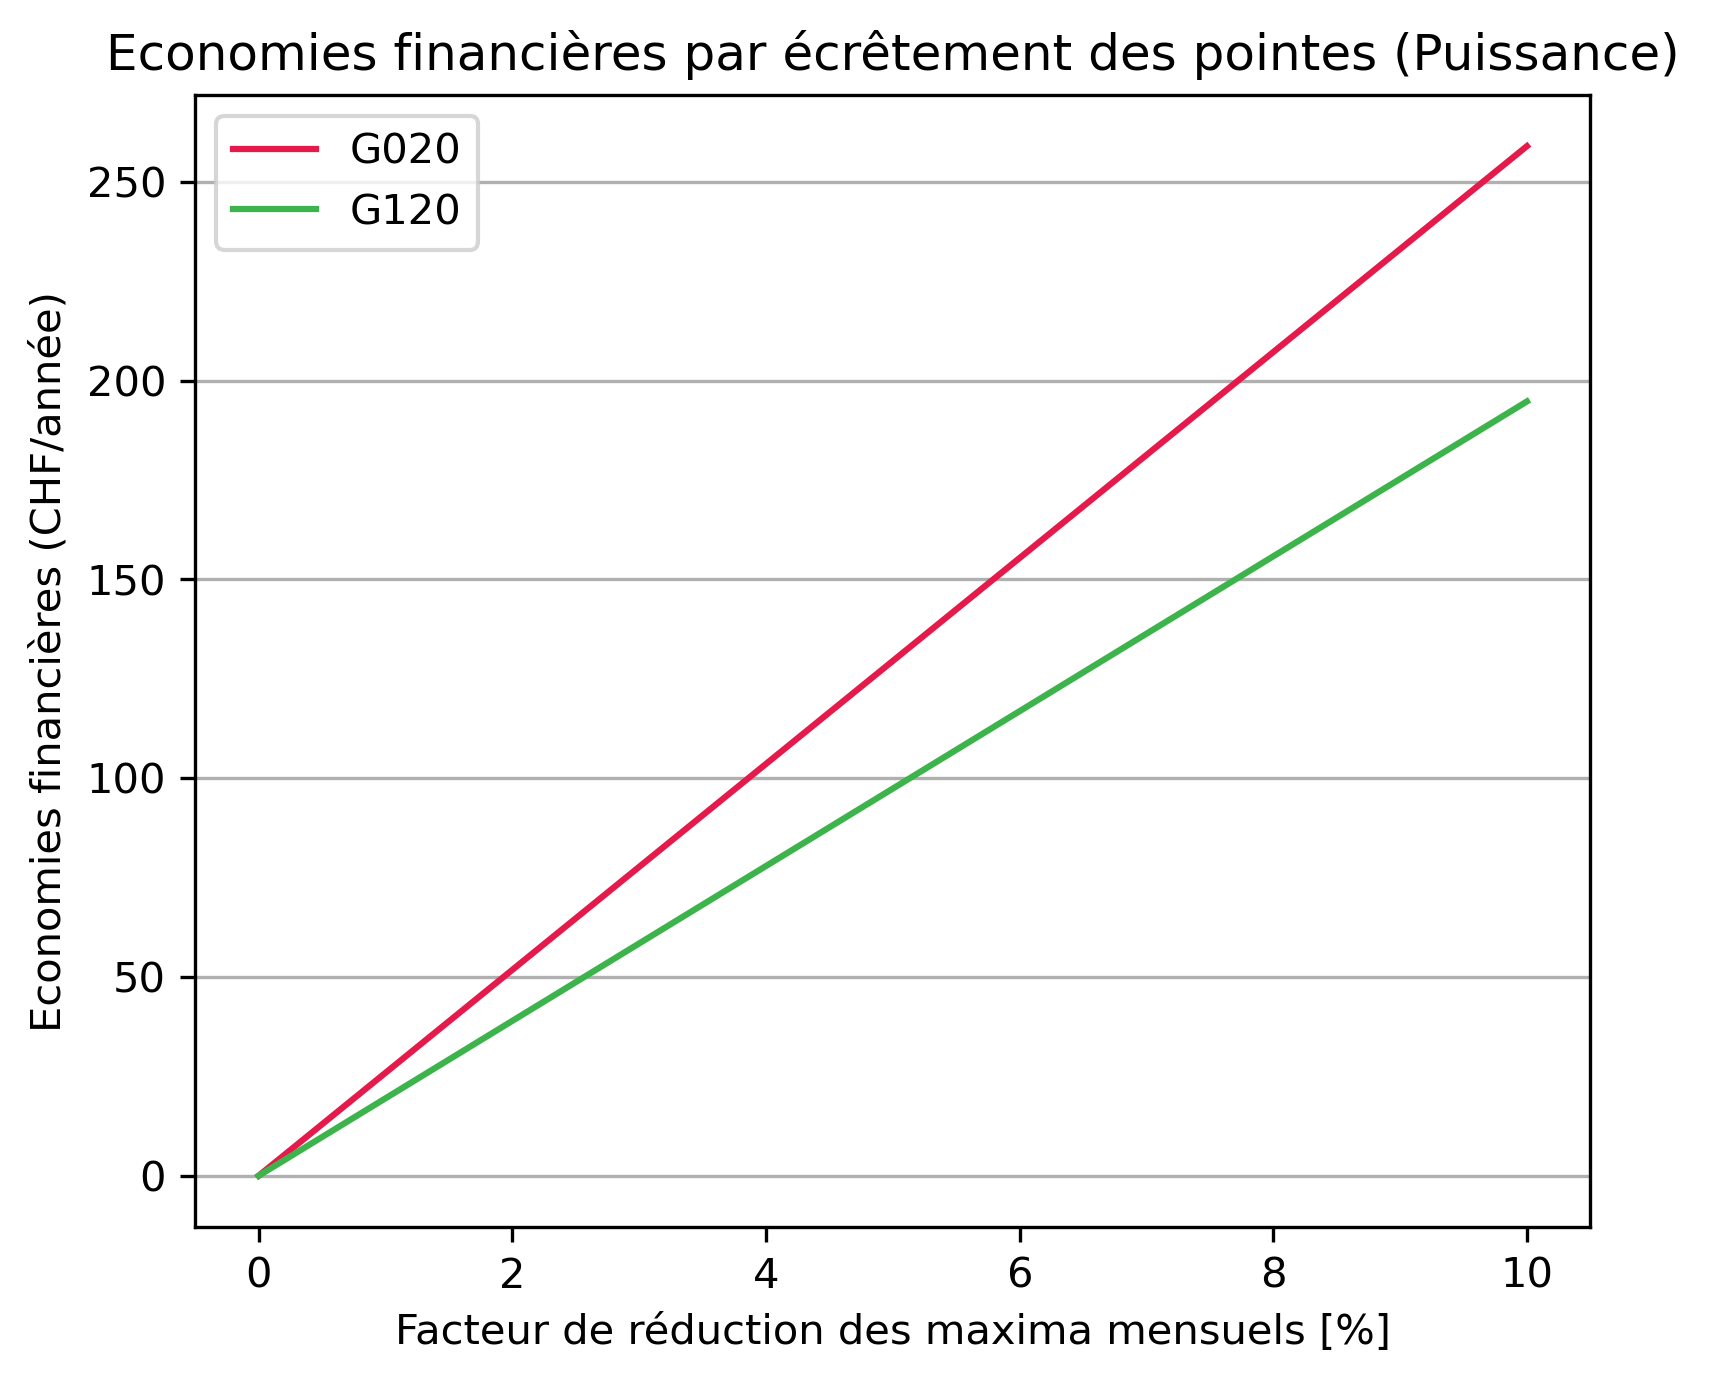 Economies financières par écrêtement des pointes (Puissance)
G020
G120
Economies financières (CHF/année)
250
200
150
100
50
0
0 2 4 6 8 10
Facteur de réduction des maxima mensuels [%]